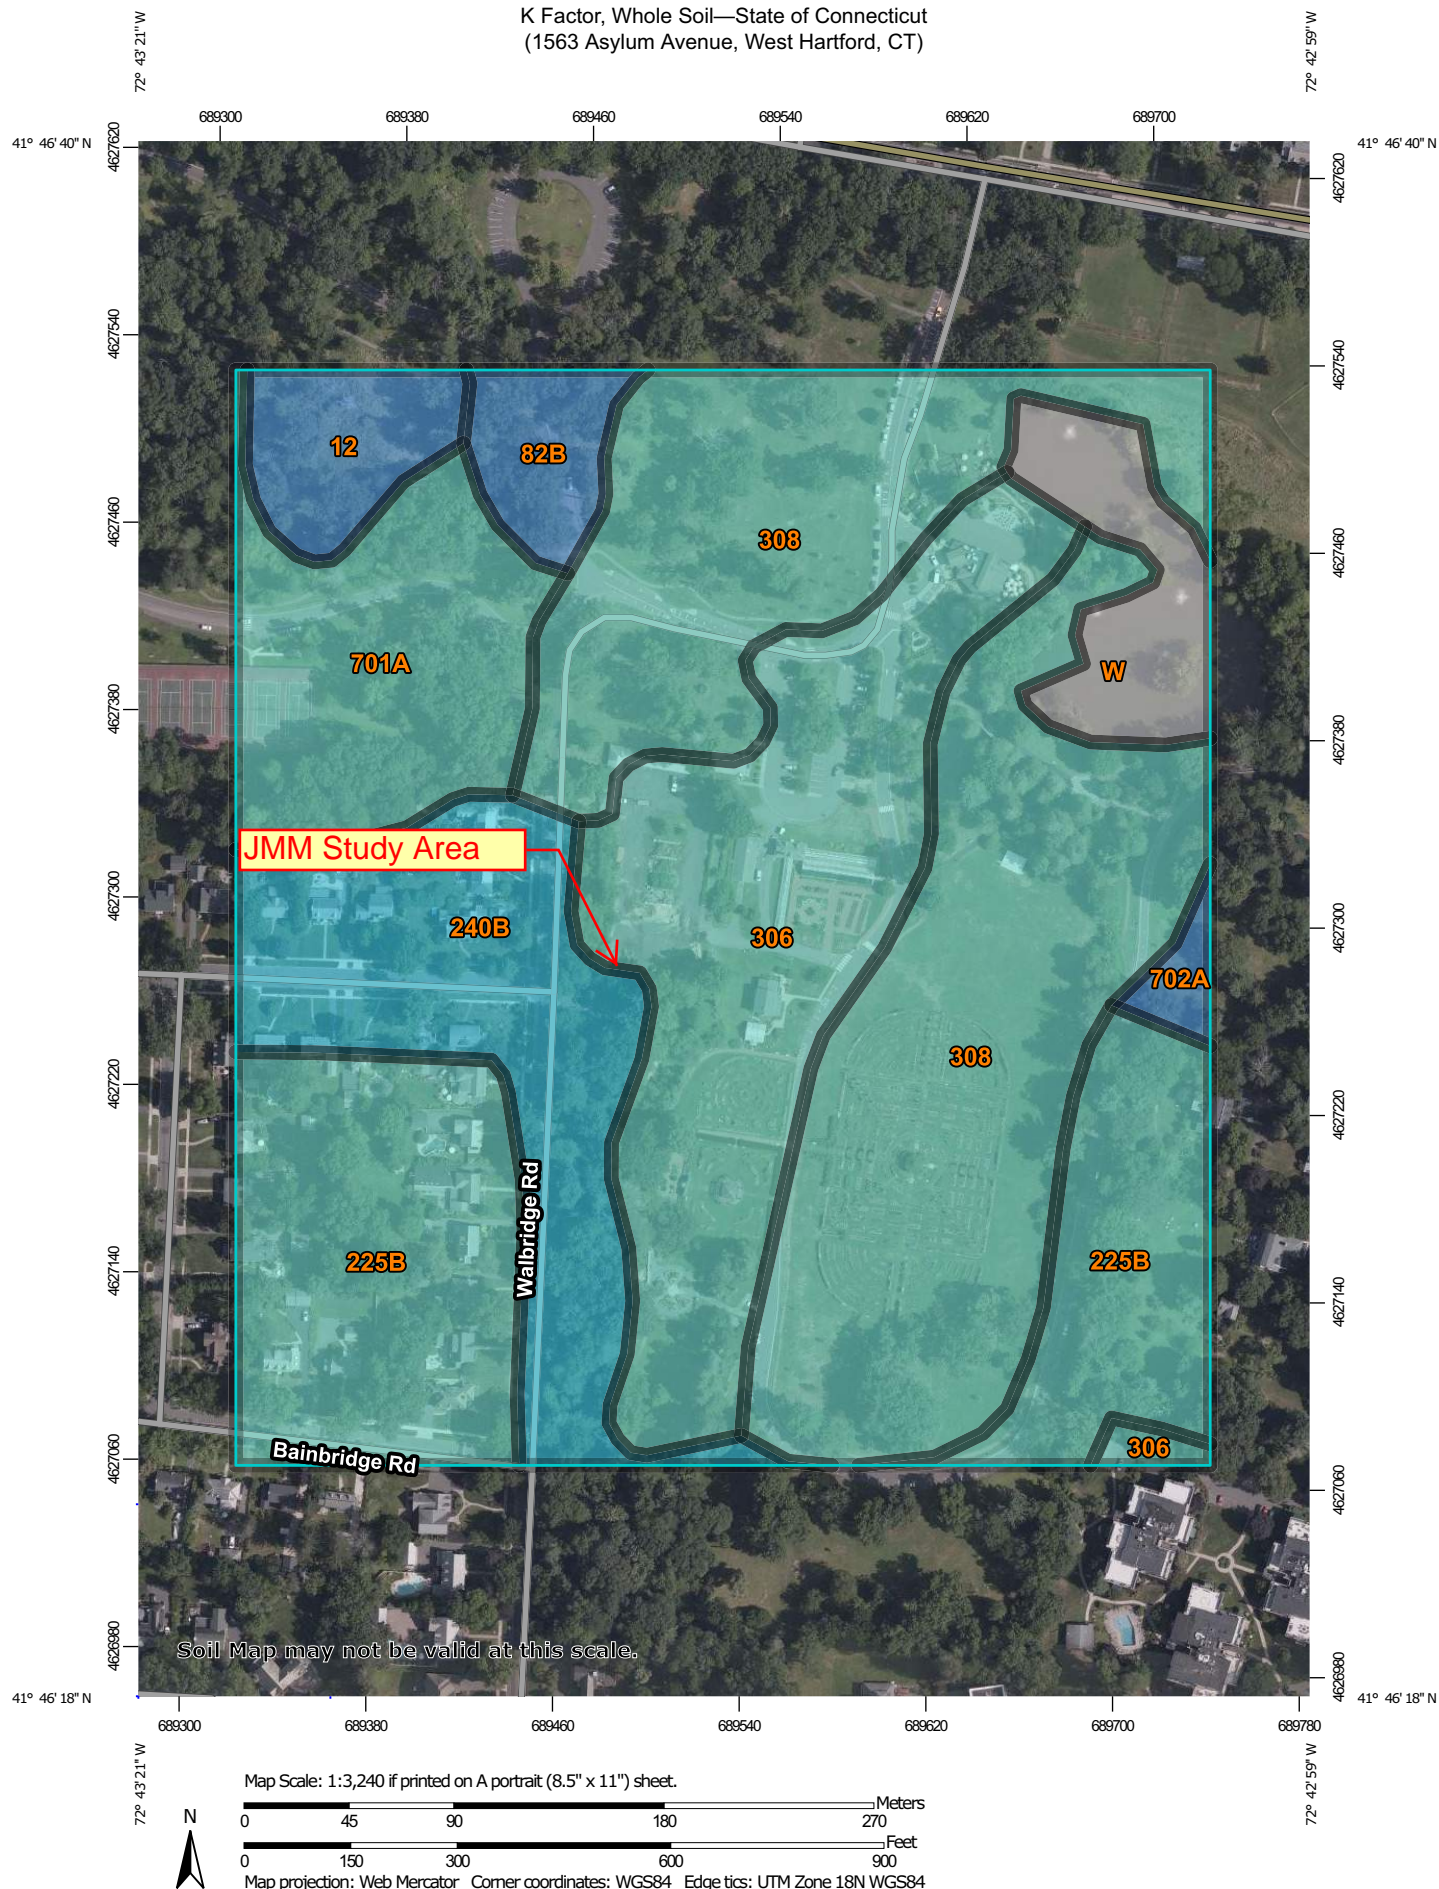 K Factor, Whole Soil—State of Connecticut
(1563 Asylum Avenue, West Hartford, CT)
72° 43' 21" W
72° 42' 59" W
689300 689380 689460 689540 689620 689700
41° 46' 40" N
41° 46' 40" N
4627620
4627540
4627460
4627380
4627300
4627220
4627140
4627060
4626980
4627620
4627540
4627460
4627380
4627300
4627220
4627140
4627060
4626980
12
82B
308
701A
W
JMM Study Area
240B
306
702A
308
Walbridge Rd
225B
225B
306
Bainbridge Rd
Soil Map may not be valid at this scale.
41° 46' 18" N
41° 46' 18" N
689300 689380 689460 689540 689620 689700 689780
72° 43' 21" W
72° 42' 59" W
Map Scale: 1:3,240 if printed on A portrait (8.5" x 11") sheet.
N
Meters
0 45 90 180 270
Feet
0 150 300 600 900
Map projection: Web Mercator Corner coordinates: WGS84 Edge tics: UTM Zone 18N WGS84